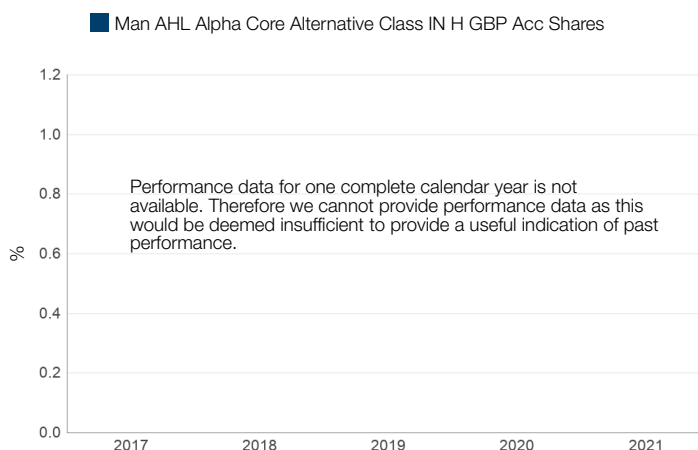 Man AHL Alpha Core Alternative Class IN H GBP Acc Shares
1.2
1.0
0.8
0.6
0.4
0.2
0.0
%
Performance data for one complete calendar year is not
available. Therefore we cannot provide performance data as this
would be deemed insufficient to provide a useful indication of past
performance.
2017
2018
2019
2020
2021